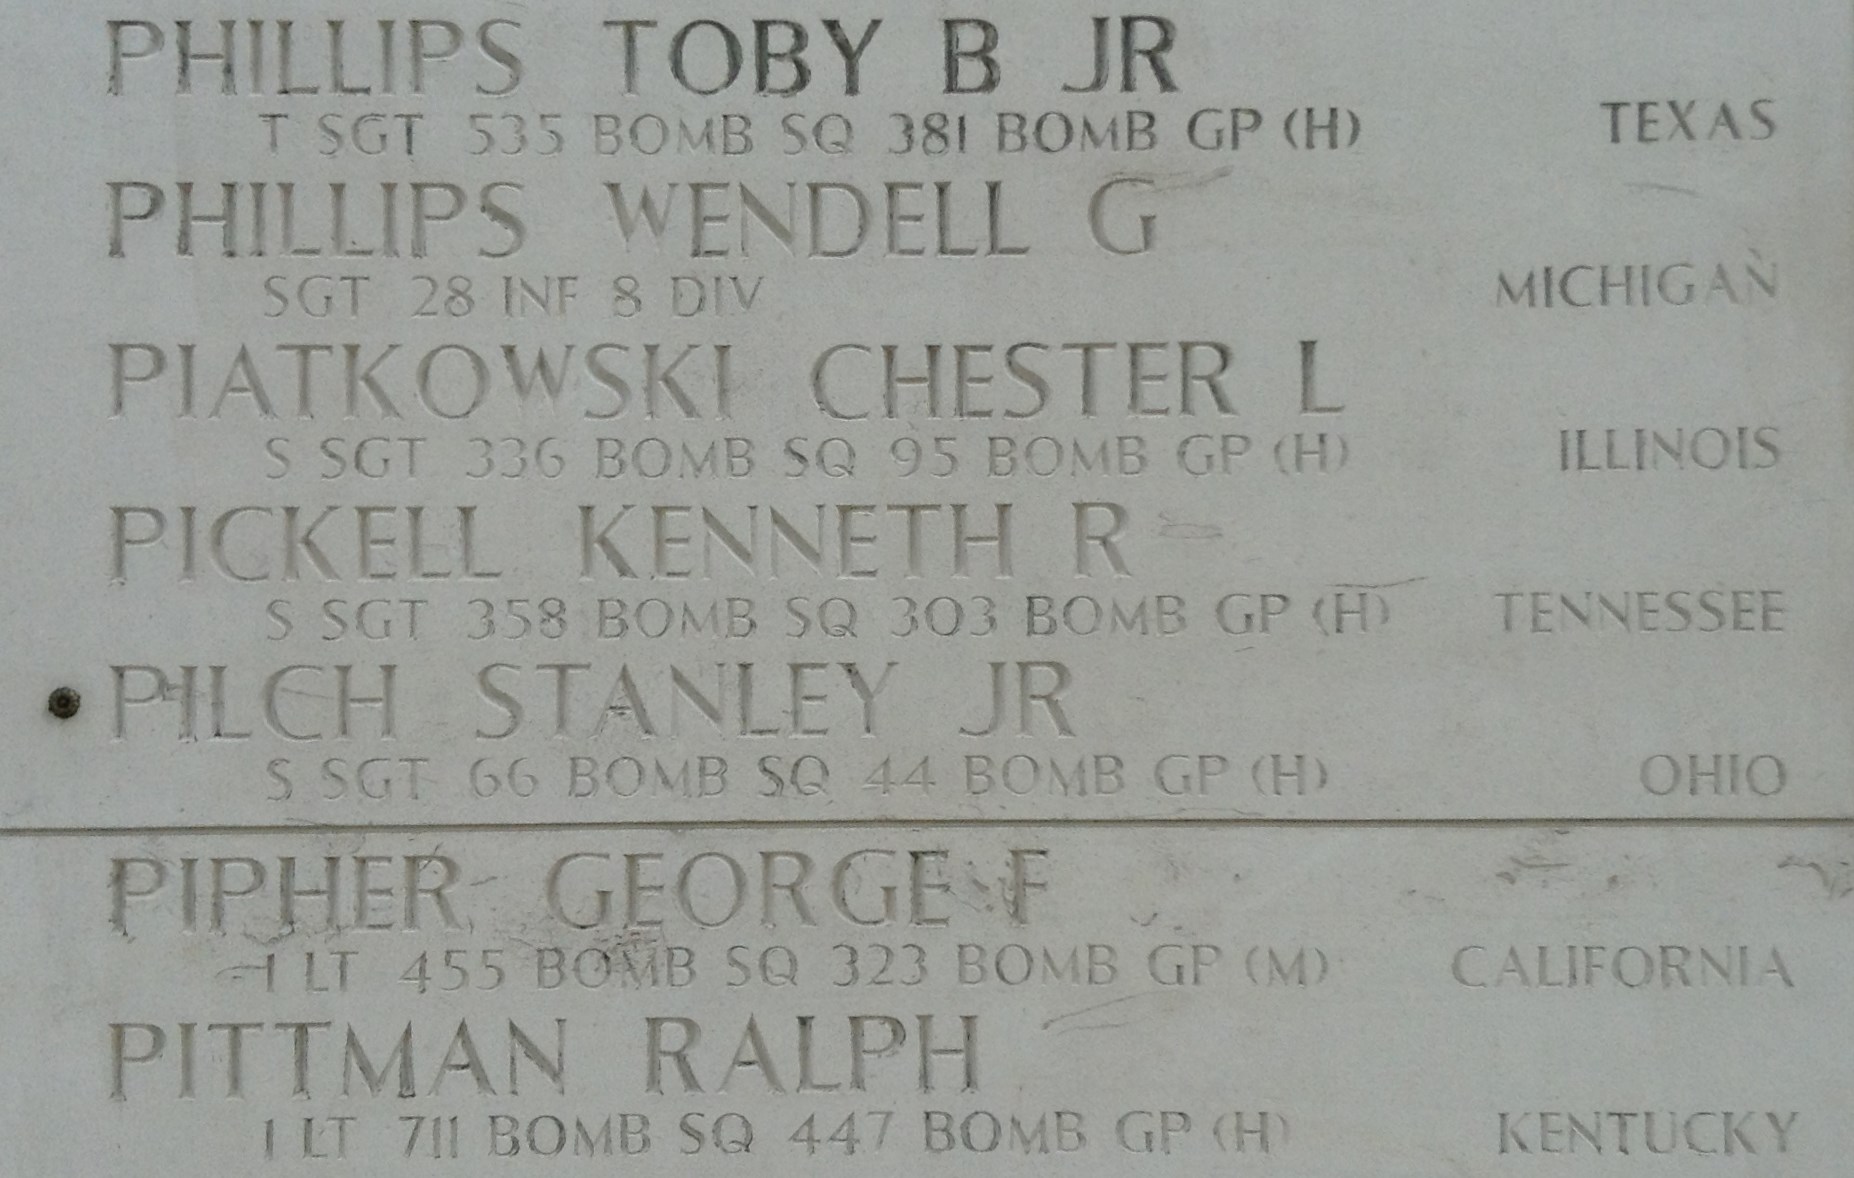 PHILLIPS TOBY B JR
T SGT 535 BOMB SQ 381 BOMB GP (H) TEXAS
PHILLIPS WENDELL G
SGT 28 INF 8 DIV MICHIGAN
PIATKOWSKI CHESTER L
S SGT 336 BOMB SQ 95 BOMB GP (H) ILLINOIS
PICKELL KENNETH R
S SGT 358 BOMB SQ 303 BOMB GP (H) TENNESSEE
PILCH STANLEY JR
S SGT 66 BOMB SQ 44 BOMB GP (H) OHIO
PIPHER GEORGE F
1 LT 455 BOMB SQ 323 BOMB GP (M) CALIFORNIA
PITTMAN RALPH
1 LT 711 BOMB SQ 447 BOMB GP (H) KENTUCKY